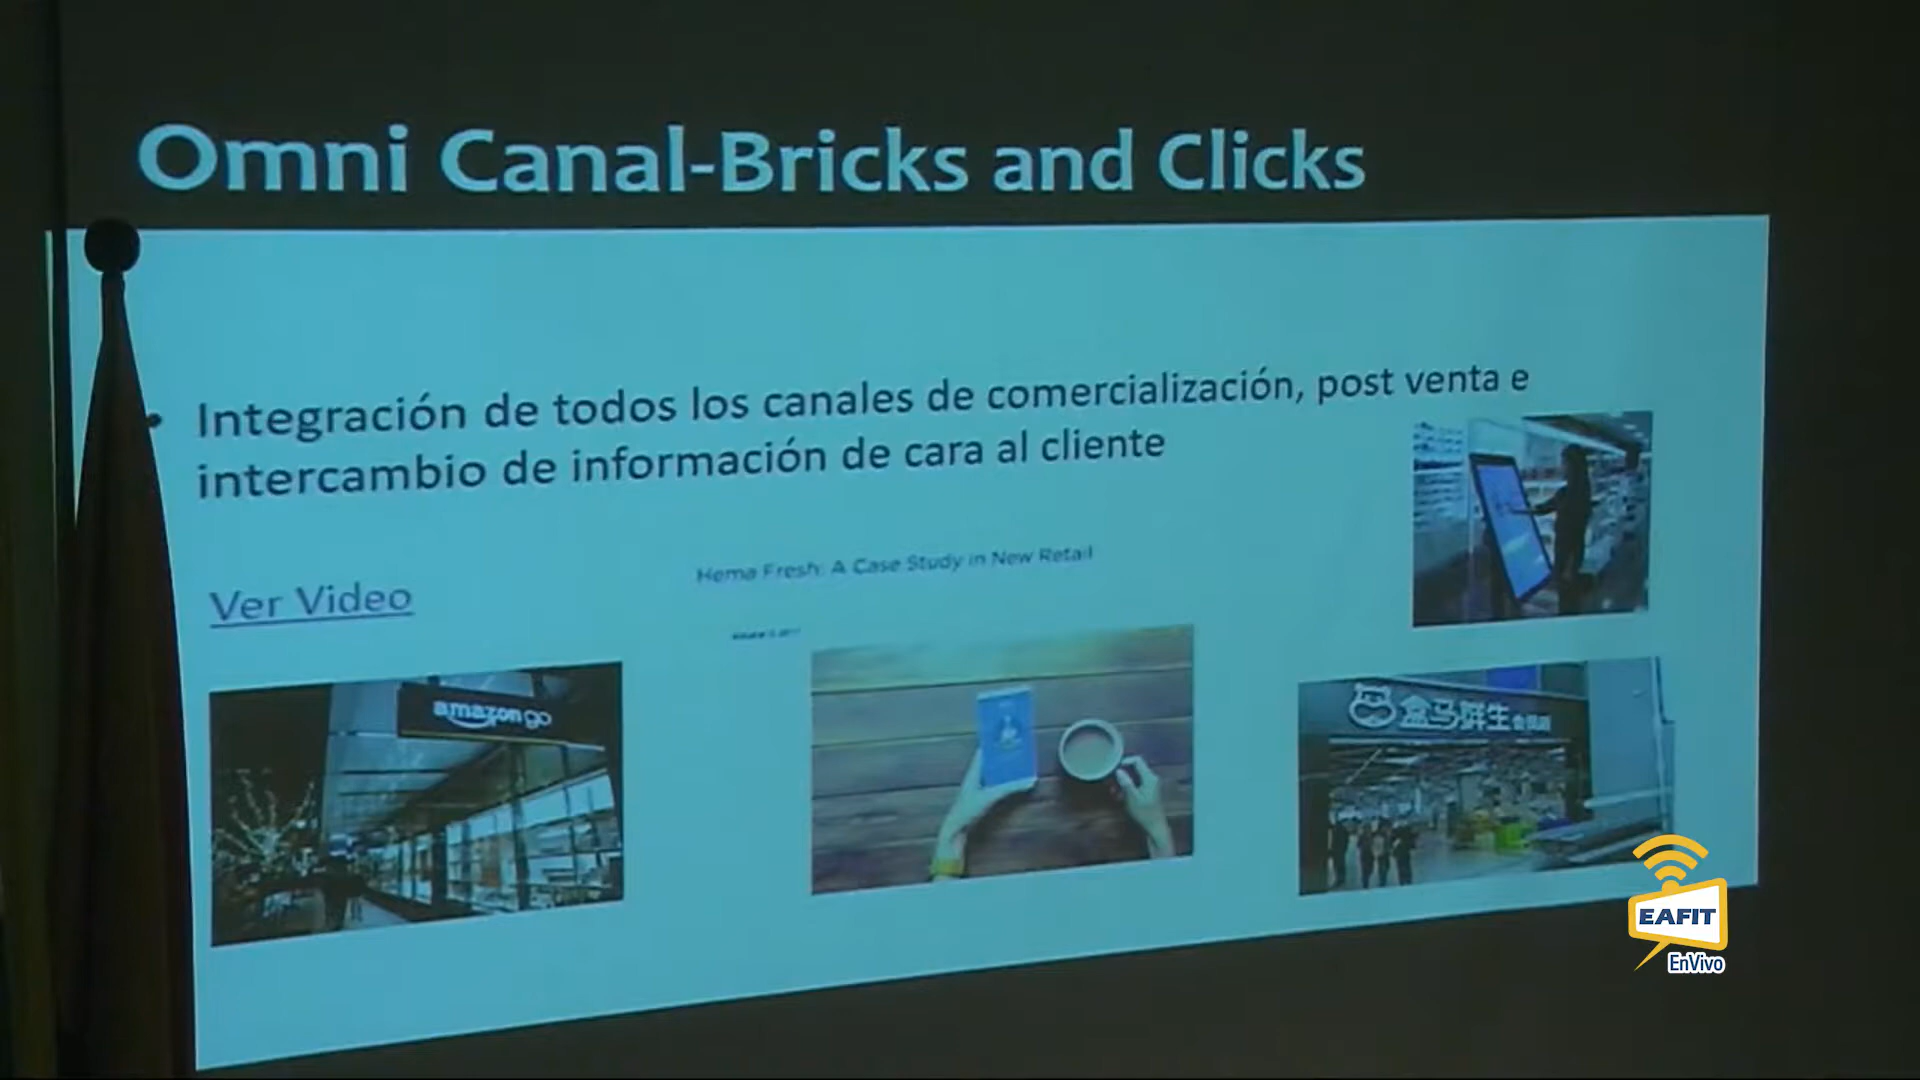 Omni Canal-Bricks and Clicks
• Integración de todos los canales de comercialización, post venta e
intercambio de información de cara al cliente
Hema Fresh: A Case Study in New Retail
Ver Video
amazon go
盒马鲜生 会员店
EAFIT
EnVivo